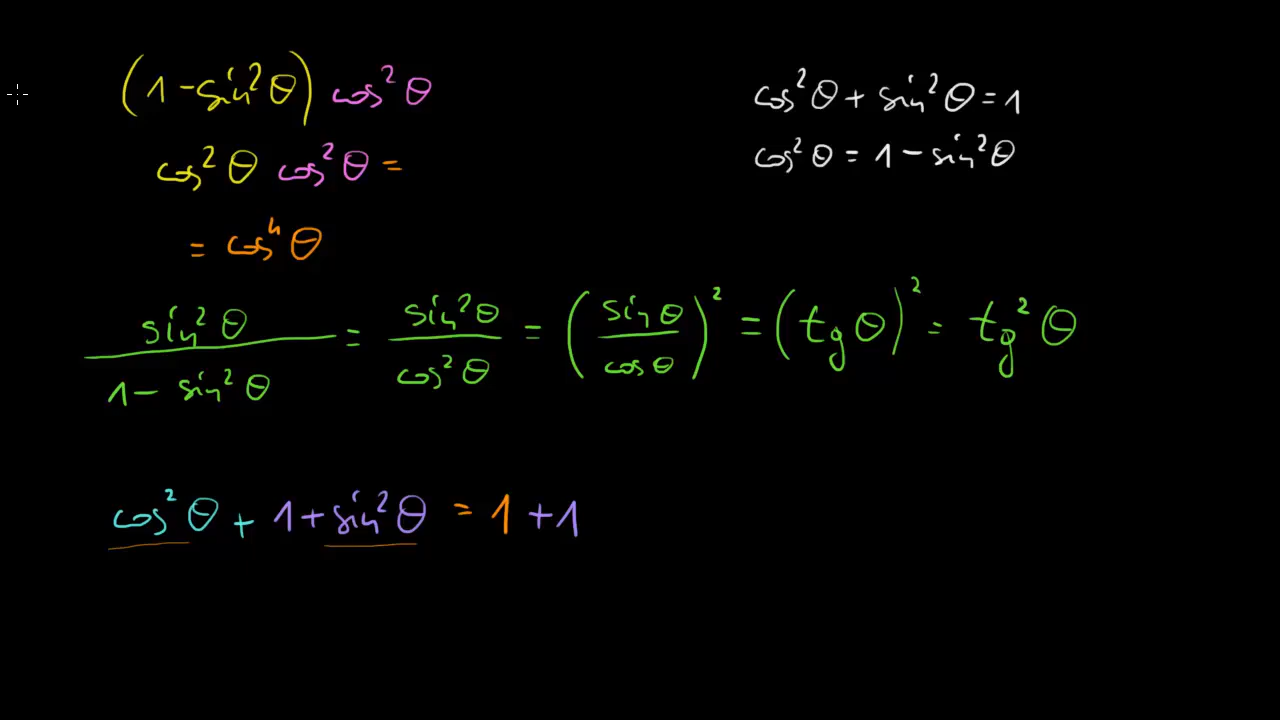 (1 - sin²θ) cos²θ
cos²θ + sin²θ = 1
cos²θ cos²θ =
cos²θ = 1 - sin²θ
= cos⁴θ
sin²θ / 1 - sin²θ = sin²θ / cos²θ = (sinθ / cosθ)² = (tg θ)² = tg²θ
cos²θ + 1 + sin²θ = 1 + 1